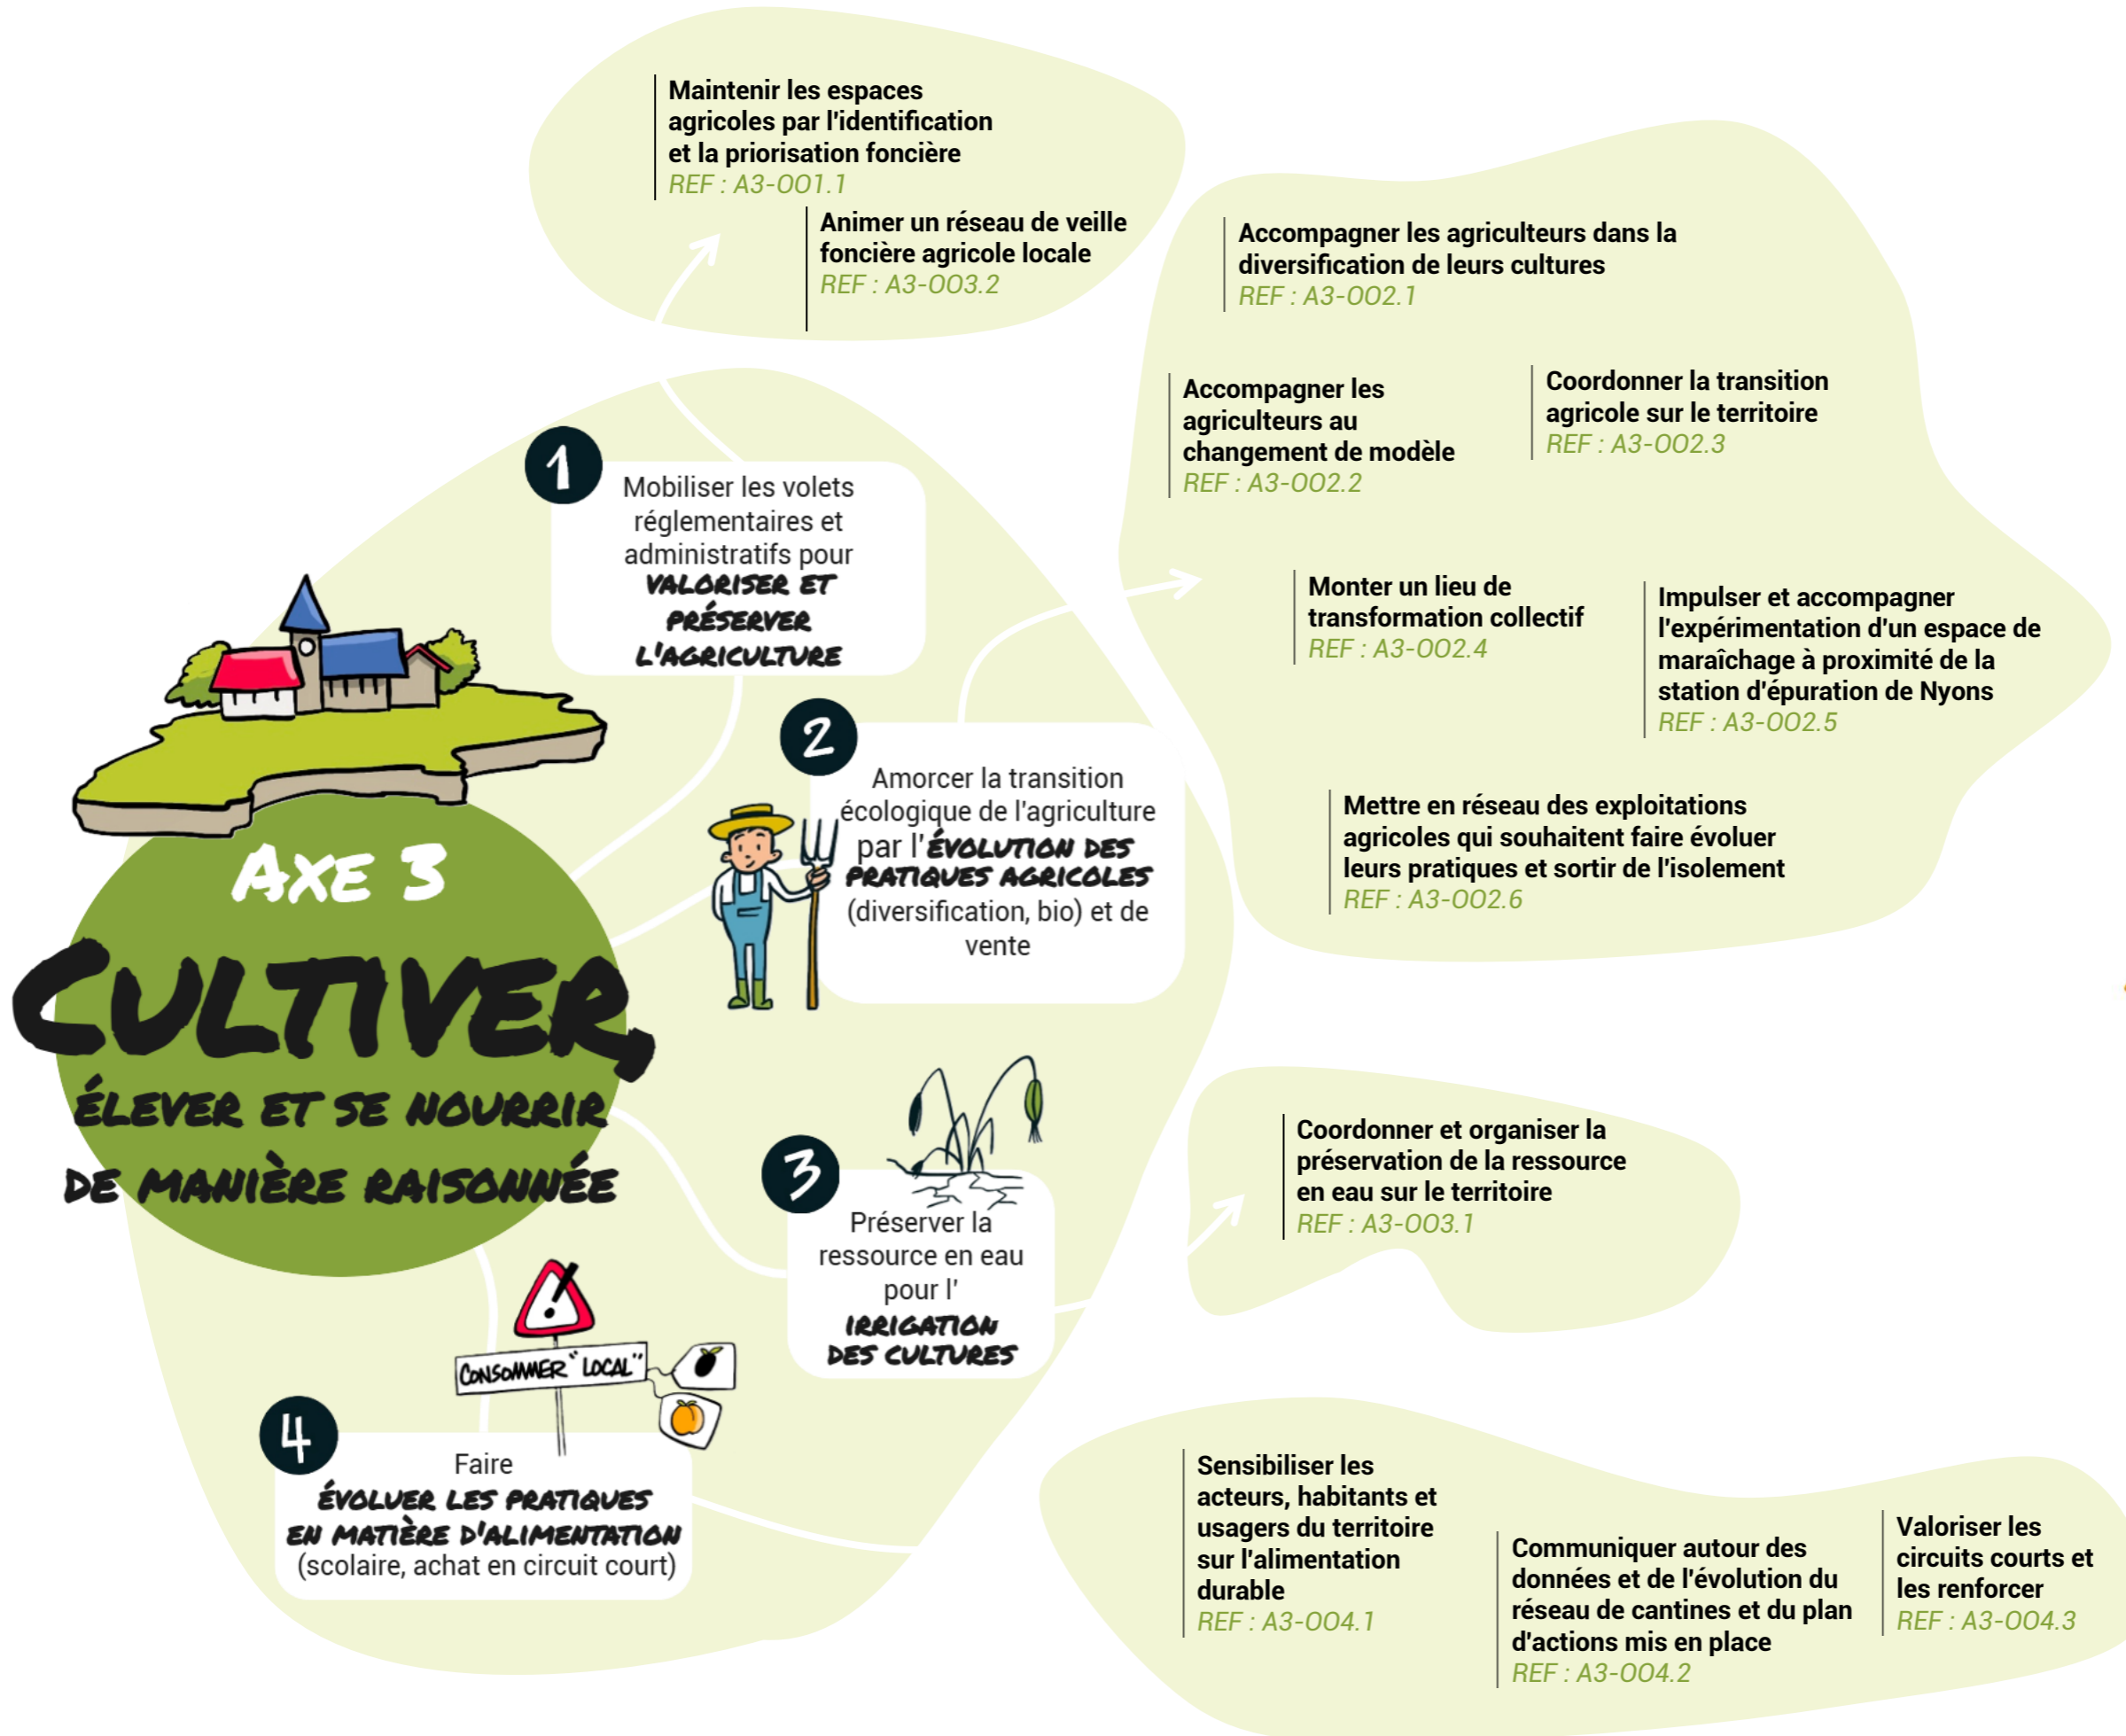 Maintenir les espaces
agricoles par l'identification
et la priorisation foncière
REF : A3-001.1
Animer un réseau de veille
foncière agricole locale
REF : A3-003.2
Accompagner les agriculteurs dans la
diversification de leurs cultures
REF : A3-002.1
Accompagner les
agriculteurs au
changement de modèle
REF : A3-002.2
Coordonner la transition
agricole sur le territoire
REF : A3-002.3
Monter un lieu de
transformation collectif
REF : A3-002.4
Impulser et accompagner
l'expérimentation d'un espace de
maraîchage à proximité de la
station d'épuration de Nyons
REF : A3-002.5
Mettre en réseau des exploitations
agricoles qui souhaitent faire évoluer
leurs pratiques et sortir de l'isolement
REF : A3-002.6
1
Mobiliser les volets
réglementaires et
administratifs pour
VALORISER ET
PRÉSERVER
L'AGRICULTURE
2
Amorcer la transition
écologique de l'agriculture
par l'ÉVOLUTION DES
PRATIQUES AGRICOLES
(diversification, bio) et de
vente
AXE 3
CULTIVER,
ÉLEVER ET SE NOURRIR
DE MANIÈRE RAISONNÉE
3
Préserver la
ressource en eau
pour l'
IRRIGATION
DES CULTURES
Coordonner et organiser la
préservation de la ressource
en eau sur le territoire
REF : A3-003.1
CONSOMMER "LOCAL"
4
Faire
ÉVOLUER LES PRATIQUES
EN MATIÈRE D'ALIMENTATION
(scolaire, achat en circuit court)
Sensibiliser les
acteurs, habitants et
usagers du territoire
sur l'alimentation
durable
REF : A3-004.1
Communiquer autour des
données et de l'évolution du
réseau de cantines et du plan
d'actions mis en place
REF : A3-004.2
Valoriser les
circuits courts et
les renforcer
REF : A3-004.3